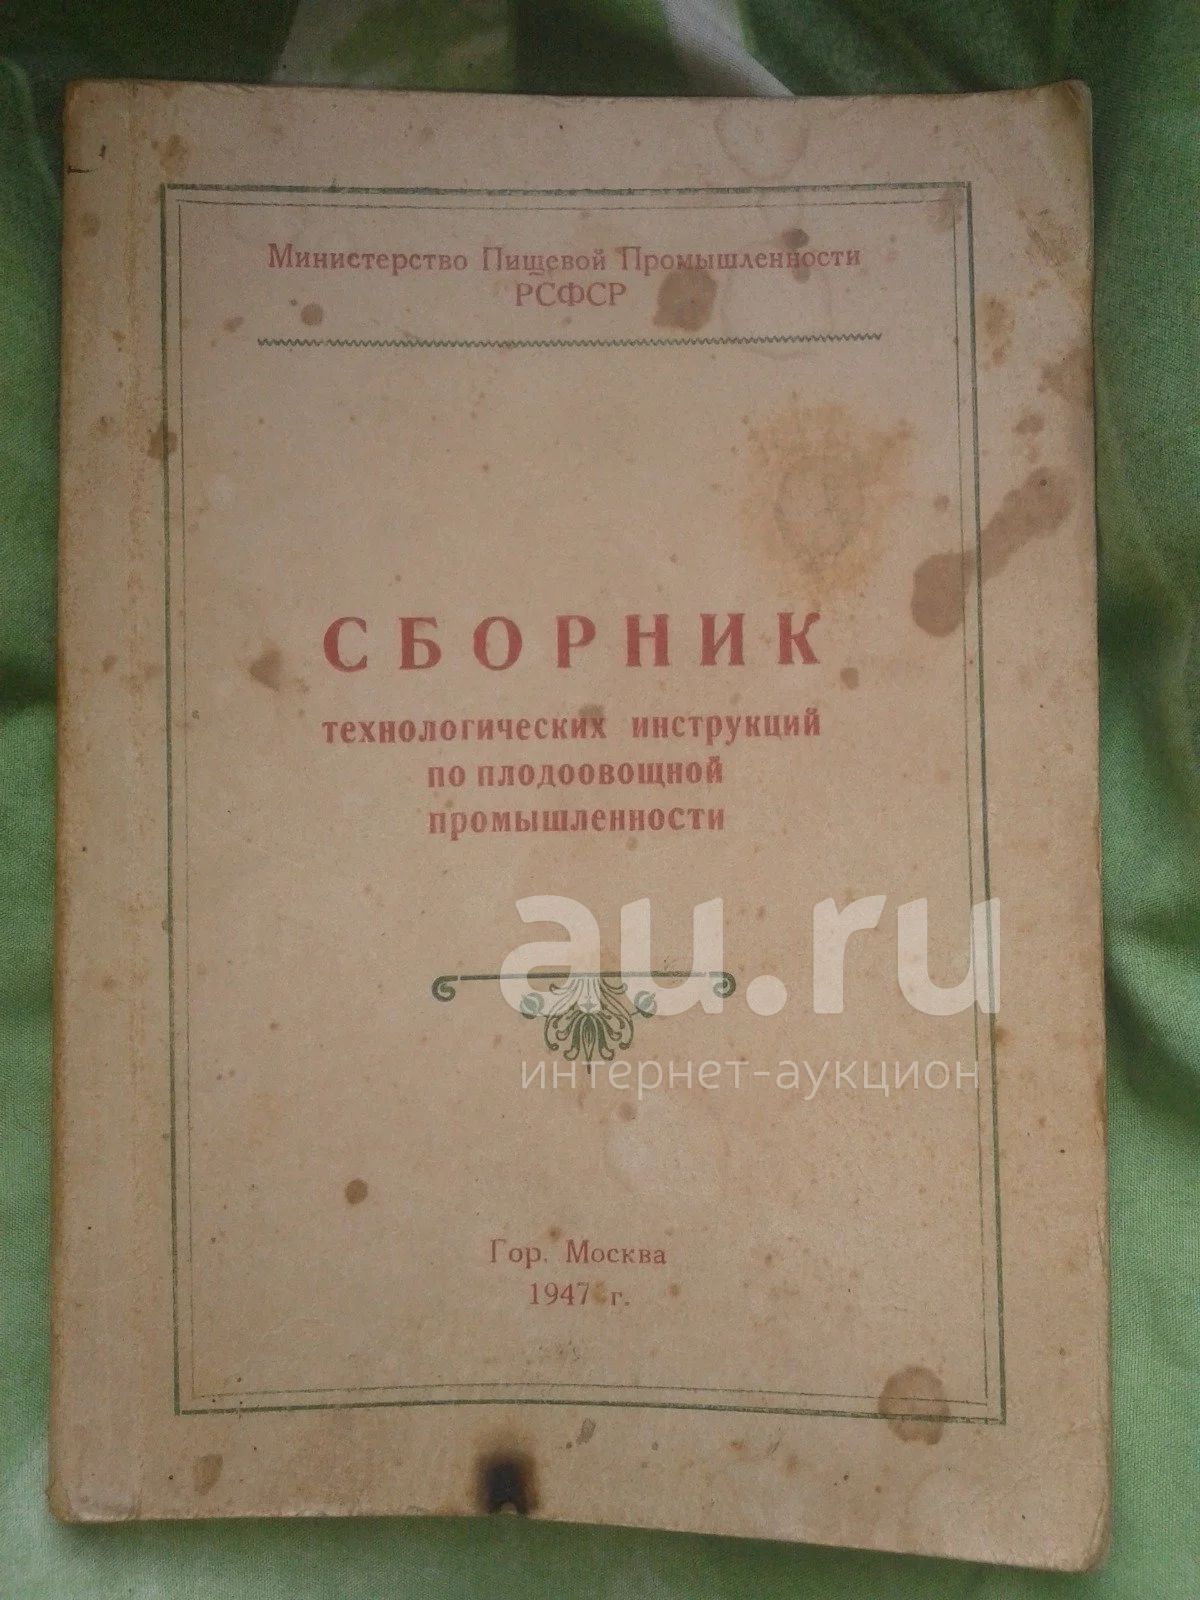 Министерство Пищевой Промышленности
РСФСР
СБОРНИК
технологических инструкций
по плодоовощной
промышленности
au.ru
интернет-аукцион
Гор. Москва
1947 г.